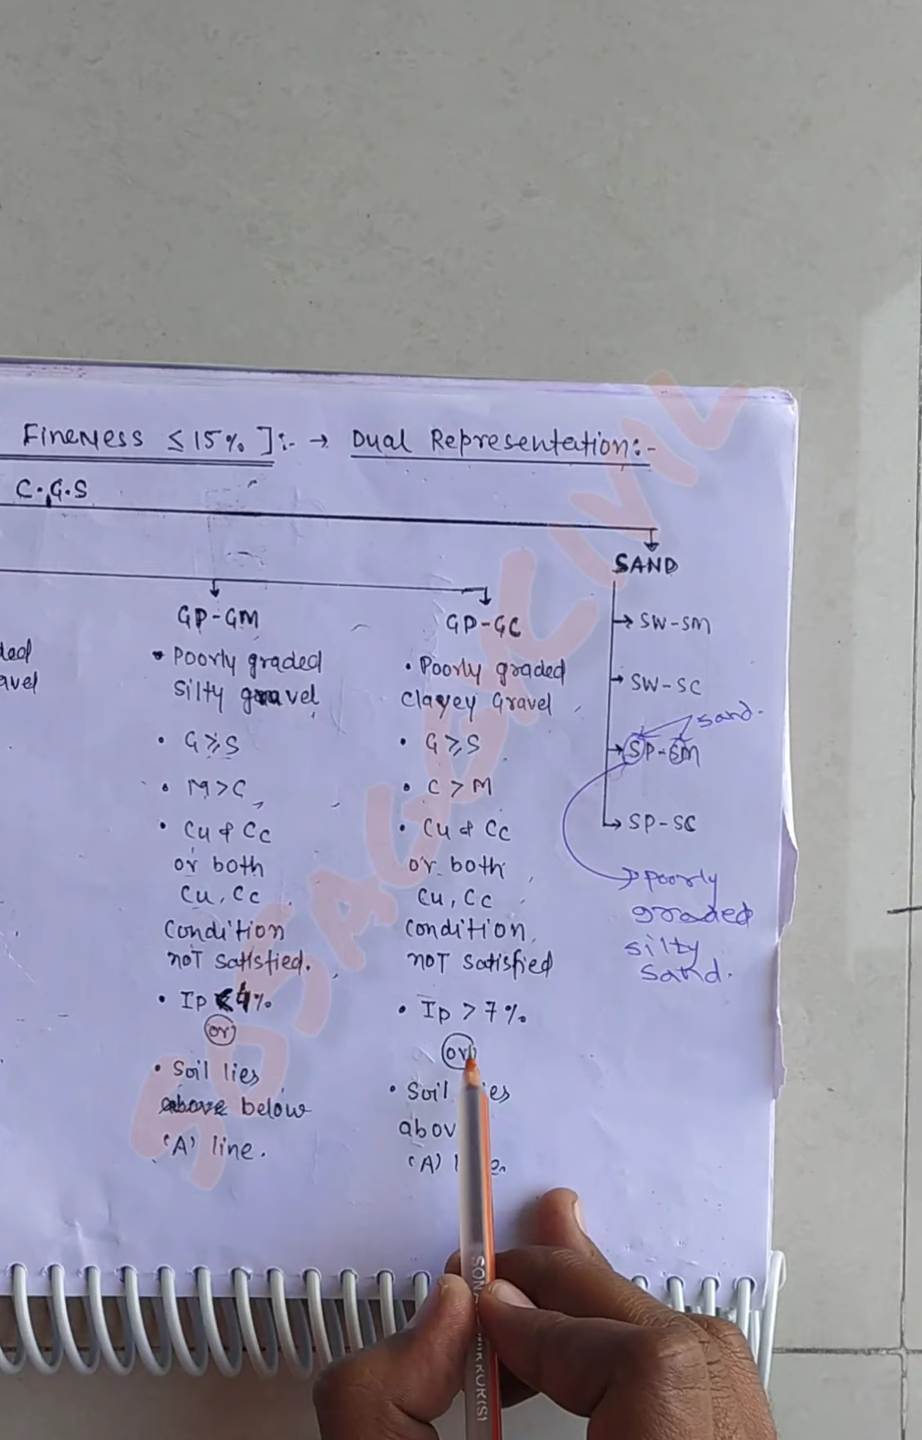 Fineness ≤ 15% ]:- → Dual Representation:-
C.G.S
SAND
→ SW-SM
→ SW-SC
→ SP-SM
sand.
→ SP-SC
→ Poorly
graded
silty
sand.
GP-GM
• Poorly graded
silty gravel
• G ≥ S
• M > C
• Cu & Cc
or both
Cu, Cc
Condition
noT satisfied.
• Ip < 4%
(or)
• Soil lies
above below
'A' line.
GP-GC
• Poorly graded
clayey Gravel
• G ≥ S
• C > M
• Cu & Cc
or both
Cu, Cc
condition
noT satisfied
• Ip > 7%
(or)
• Soil
abov
'A'